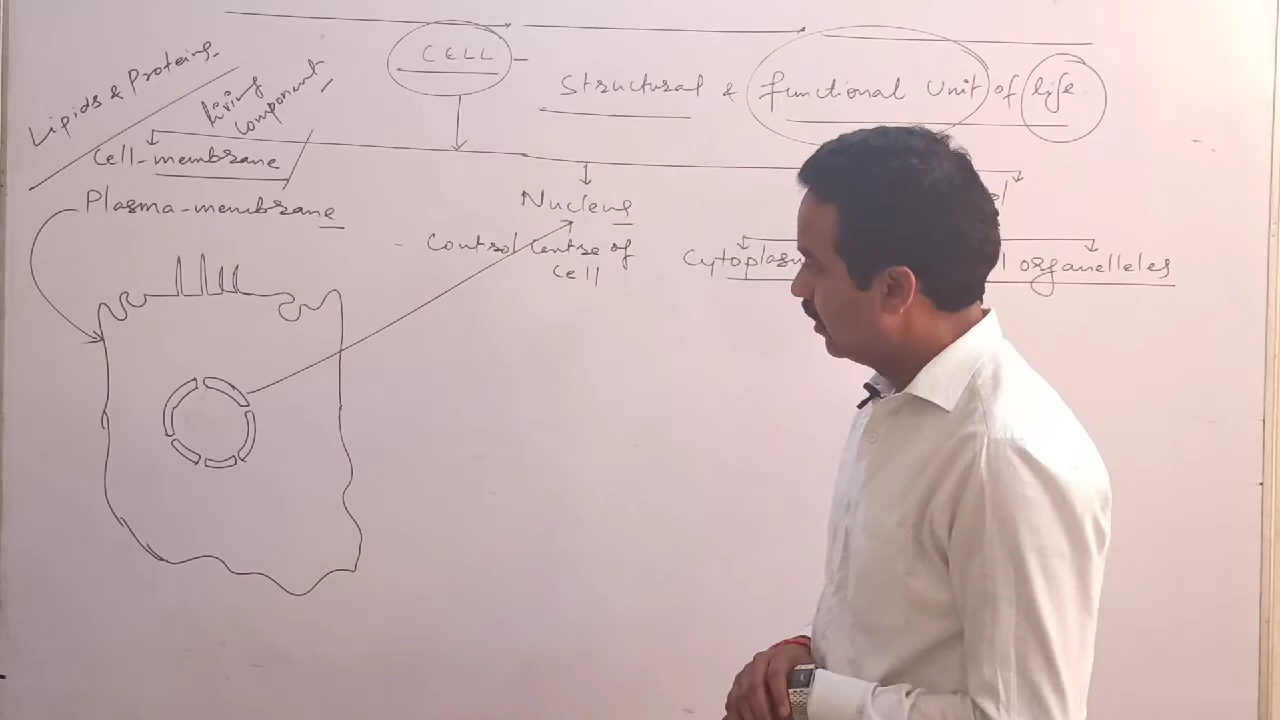 CELL -
Structural & functional Unit of life
Lipids & Proteins
living
component
Cell-membrane
Plasma-membrane
Nucleus
- Control Centre of
Cell
Cytoplas
organelles